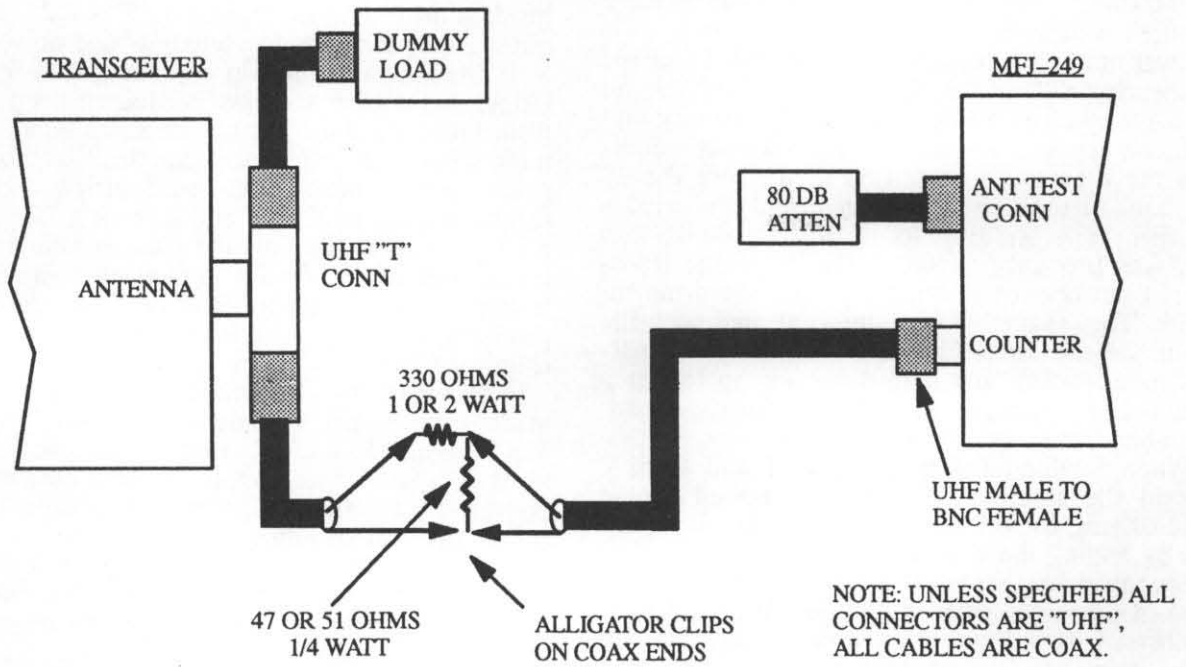 TRANSCEIVER
DUMMY
LOAD
MFJ–249
80 DB
ATTEN
ANT TEST
CONN
UHF "T"
CONN
ANTENNA
COUNTER
330 OHMS
1 OR 2 WATT
UHF MALE TO
BNC FEMALE
47 OR 51 OHMS
1/4 WATT
ALLIGATOR CLIPS
ON COAX ENDS
NOTE: UNLESS SPECIFIED ALL
CONNECTORS ARE "UHF",
ALL CABLES ARE COAX.